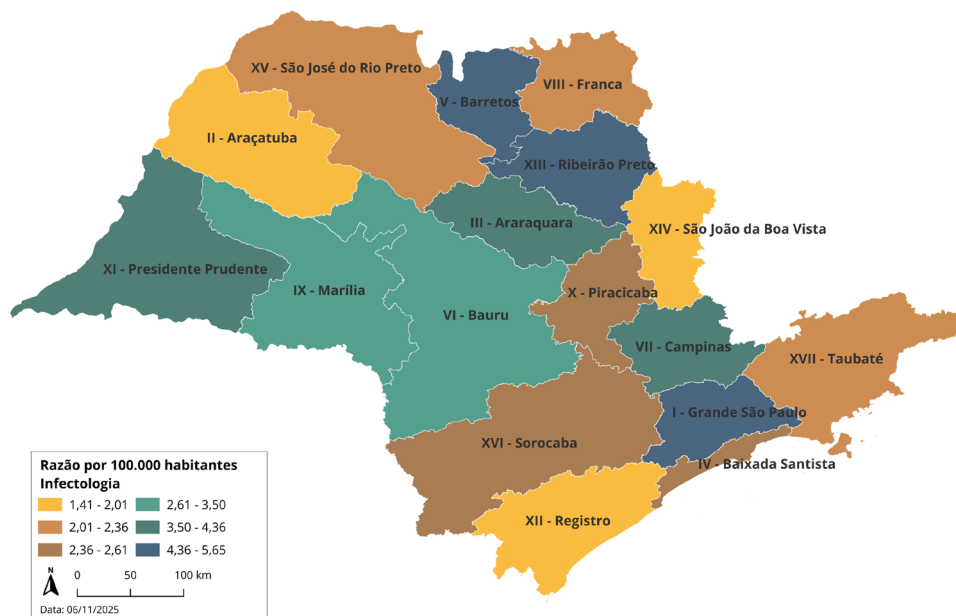 XV - São José do Rio Preto
VIII - Franca
V - Barretos
II - Araçatuba
XIII - Ribeirão Preto
III - Araraquara
XIV - São João da Boa Vista
XI - Presidente Prudente
IX - Marília
X - Piracicaba
VI - Bauru
VII - Campinas
XVII - Taubaté
I - Grande São Paulo
XVI - Sorocaba
IV - Baixada Santista
XII - Registro
Razão por 100.000 habitantes
Infectologia
1,41 - 2,01 2,61 - 3,50
2,01 - 2,36 3,50 - 4,36
2,36 - 2,61 4,36 - 5,65
N
0 50 100 km
Data: 06/11/2025